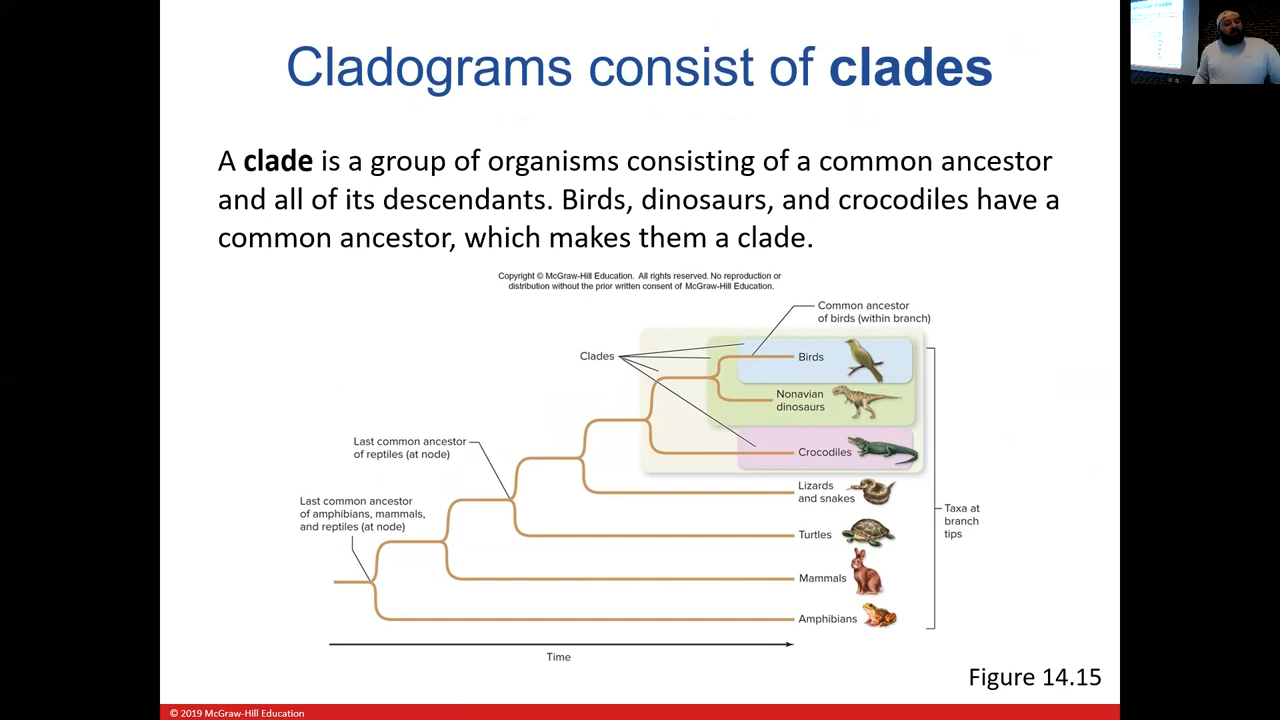 Cladograms consist of clades
A clade is a group of organisms consisting of a common ancestor
and all of its descendants. Birds, dinosaurs, and crocodiles have a
common ancestor, which makes them a clade.
Copyright © McGraw-Hill Education. All rights reserved. No reproduction or
distribution without the prior written consent of McGraw-Hill Education.
Common ancestor
of birds (within branch)
Clades
Birds
Nonavian
dinosaurs
Last common ancestor
of reptiles (at node)
Crocodiles
Lizards
and snakes
Last common ancestor
of amphibians, mammals,
and reptiles (at node)
Taxa at
branch
tips
Turtles
Mammals
Amphibians
Time
Figure 14.15
© 2019 McGraw-Hill Education